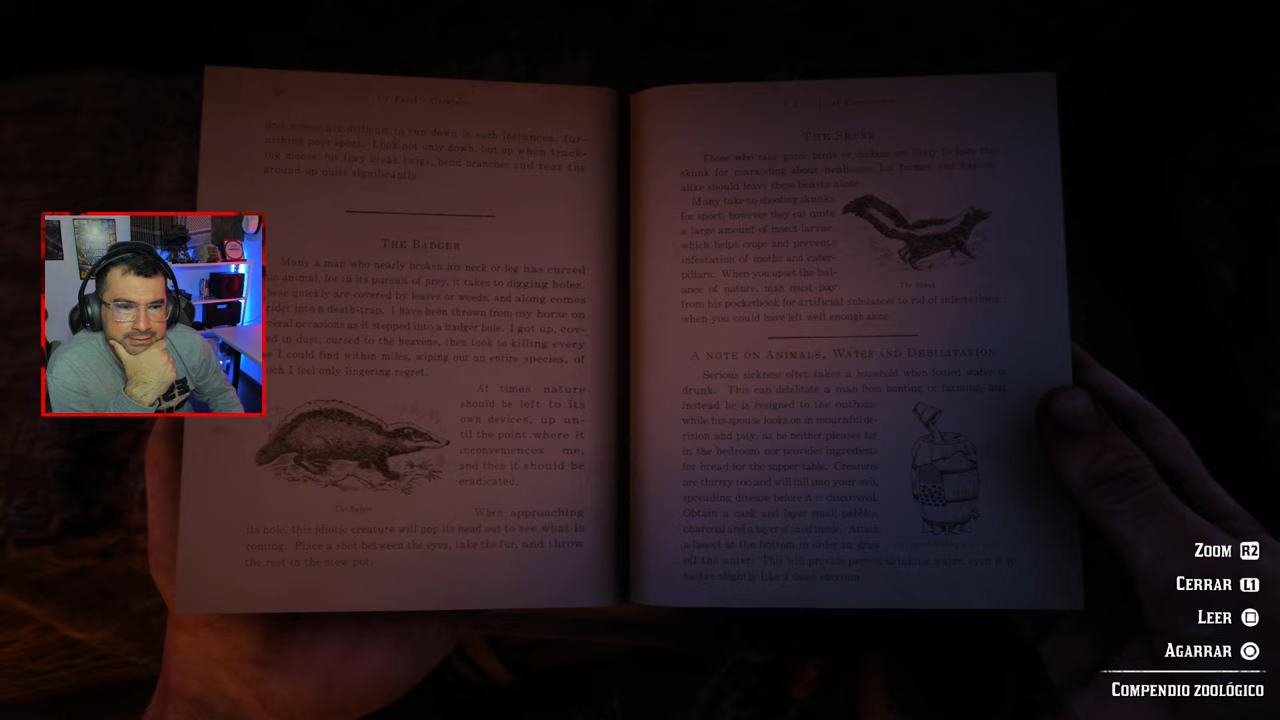 Of Earth's Creatures
and moose are difficult to run down in such instances, fur-
nishing poor sport. Look not only down, but up when track-
ing moose, for they break twigs, bend branches and tear the
ground up quite significantly.
THE BADGER
Many a man who nearly broken his neck or leg has cursed
this animal, for in its pursuit of prey, it takes to digging holes.
These quickly are covered by leaves or weeds, and along comes
rider into a death-trap. I have been thrown from my horse on
several occasions as it stepped into a badger hole. I got up, cov-
ed in dust, cursed to the heavens, then took to killing every
I could find within miles, wiping out an entire species, of
which I feel only lingering regret.
At times nature
should be left to its
own devices, up un-
til the point where it
inconveniences me,
and then it should be
eradicated.
The Badger
When approaching
its hole, this idiotic creature will pop its head out to see what is
coming. Place a shot between the eyes, take the fur, and throw
the rest in the stew pot.
THE SKUNK
Those who raise game birds or chickens are likely to hate the
skunk for marauding about henhouses, but farmer and forester
alike should leave these beasts alone.
Many take to shooting skunks
for sport, however they eat quite
a large amount of insect larvae,
which helps crops and prevents
infestation of moths and cater-
pillars. When you upset the bal-
ance of nature, man must pay
The Skunk
from his pocketbook for artificial substances to rid of infestations;
when you could have left well enough alone.
A NOTE ON ANIMALS, WATER AND DEBILITATION
Serious sickness often takes a household when fouled water is
drunk. This can debilitate a man from hunting or farming, and
instead he is resigned to the outhouse
while his spouse looks on in mournful de-
rision and pity, as he neither pleases her
in the bedroom nor provides ingredients
for bread for the supper table. Creatures
are thirsty too and will fall into your well,
spreading disease before it is discovered.
Obtain a cask and layer small pebbles,
charcoal and a layer of sand inside. Attach
a faucet at the bottom in order to draw
off the water. This will provide perfect drinking water, even if it
tastes slightly like a dead raccoon.
ZOOM R2
CERRAR L1
LEER
AGARRAR
COMPENDIO ZOOLÓGICO